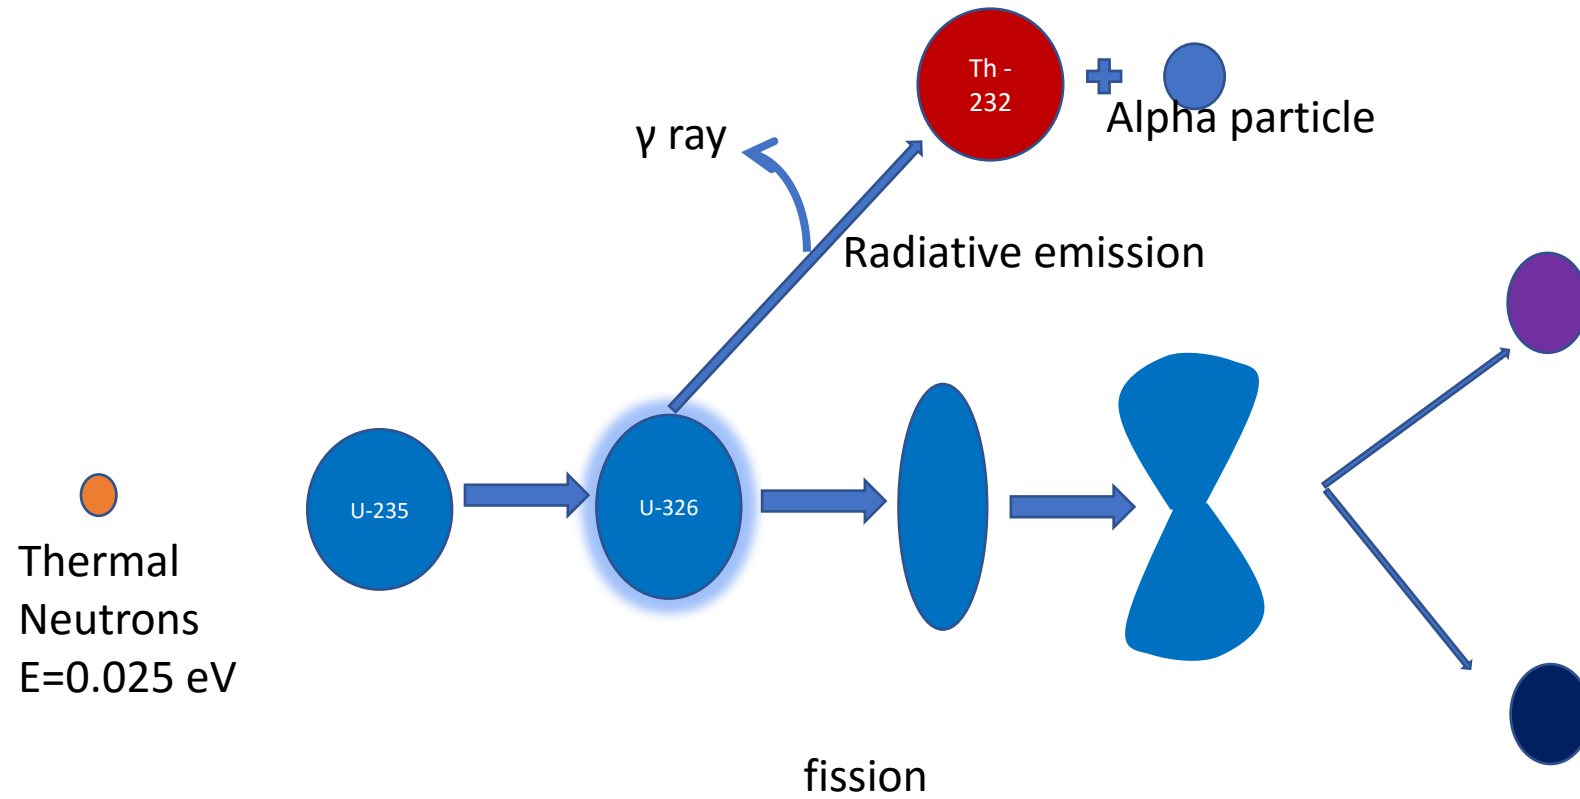 Th -
232
Alpha particle
γ ray
Radiative emission
U-235
U-326
Thermal
Neutrons
E=0.025 eV
fission